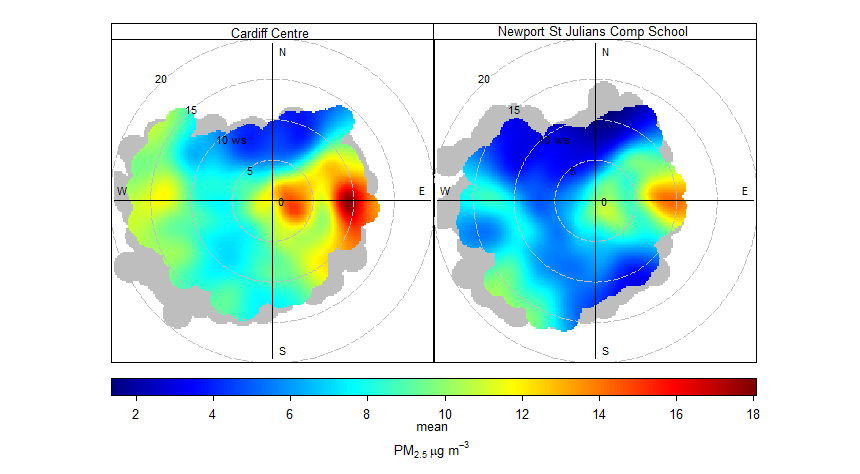 Cardiff Centre
Newport St Julians Comp School
N
20
15
10 ws
5
W
0
E
S
N
20
15
10 ws
5
W
0
E
S
2 4 6 8 10 12 14 16 18
mean
PM2.5 μg m−3